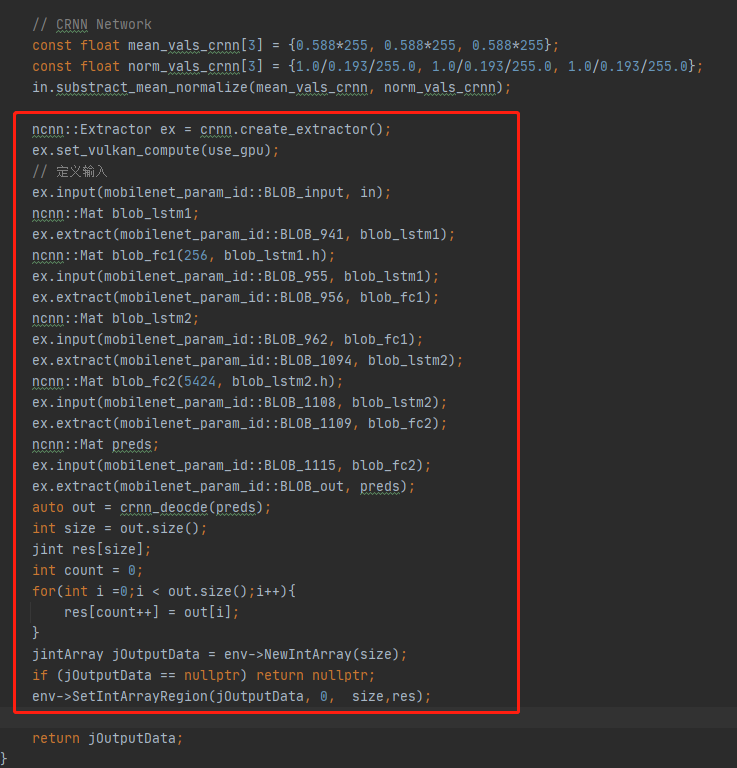 // CRNN Network
const float mean_vals_crnn[3] = {0.588*255, 0.588*255, 0.588*255};
const float norm_vals_crnn[3] = {1.0/0.193/255.0, 1.0/0.193/255.0, 1.0/0.193/255.0};
in.substract_mean_normalize(mean_vals_crnn, norm_vals_crnn);
ncnn::Extractor ex = crnn.create_extractor();
ex.set_vulkan_compute(use_gpu);
// 定义输入
ex.input(mobilenet_param_id::BLOB_input, in);
ncnn::Mat blob_lstm1;
ex.extract(mobilenet_param_id::BLOB_941, blob_lstm1);
ncnn::Mat blob_fc1(256, blob_lstm1.h);
ex.input(mobilenet_param_id::BLOB_955, blob_lstm1);
ex.extract(mobilenet_param_id::BLOB_956, blob_fc1);
ncnn::Mat blob_lstm2;
ex.input(mobilenet_param_id::BLOB_962, blob_fc1);
ex.extract(mobilenet_param_id::BLOB_1094, blob_lstm2);
ncnn::Mat blob_fc2(5424, blob_lstm2.h);
ex.input(mobilenet_param_id::BLOB_1108, blob_lstm2);
ex.extract(mobilenet_param_id::BLOB_1109, blob_fc2);
ncnn::Mat preds;
ex.input(mobilenet_param_id::BLOB_1115, blob_fc2);
ex.extract(mobilenet_param_id::BLOB_out, preds);
auto out = crnn_deocde(preds);
int size = out.size();
jint res[size];
int count = 0;
for(int i =0;i < out.size();i++){
res[count++] = out[i];
}
jintArray jOutputData = env->NewIntArray(size);
if (jOutputData == nullptr) return nullptr;
env->SetIntArrayRegion(jOutputData, 0,  size,res);
return jOutputData;
}